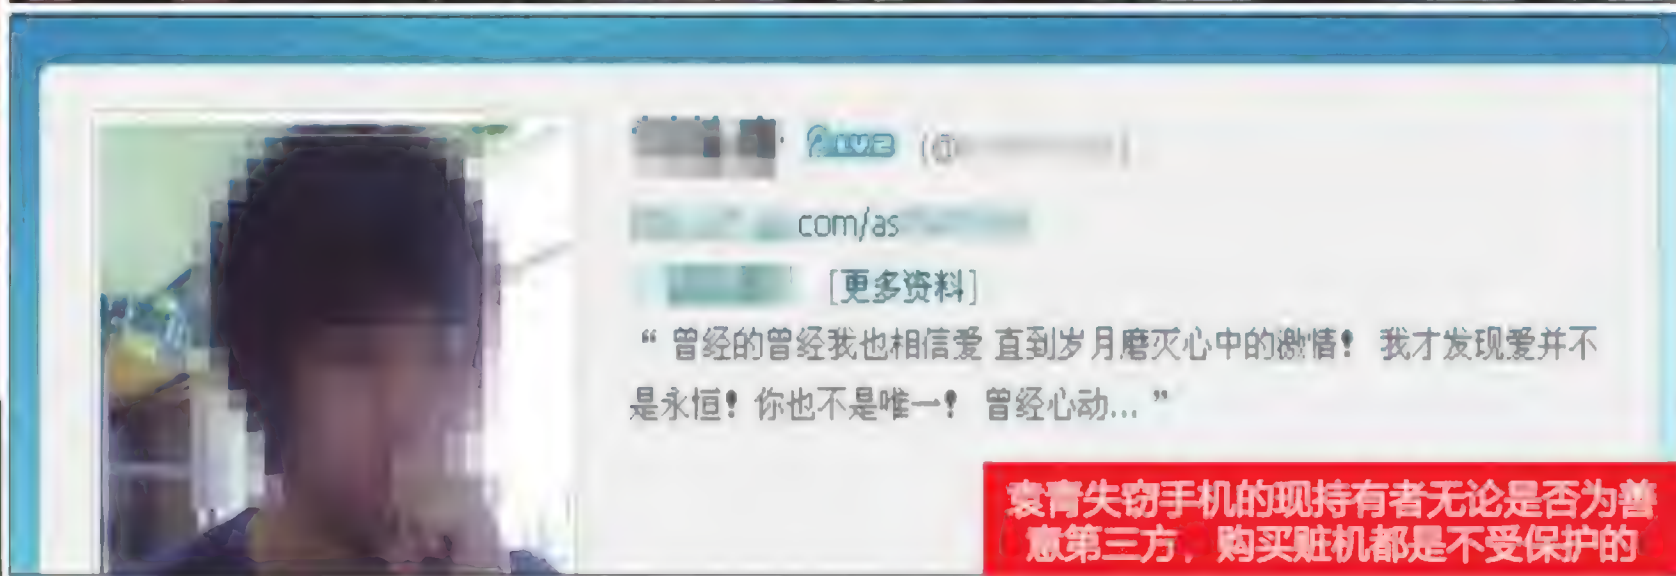 LV2 (@
com/as
[更多资料]
“ 曾经的曾经我也相信爱 直到岁月磨灭心中的激情！ 我才发现爱并不
是永恒！你也不是唯一！ 曾经心动... ”
袁膏失窃手机的现持有者无论是否为善
意第三方，购买赃机都是不受保护的